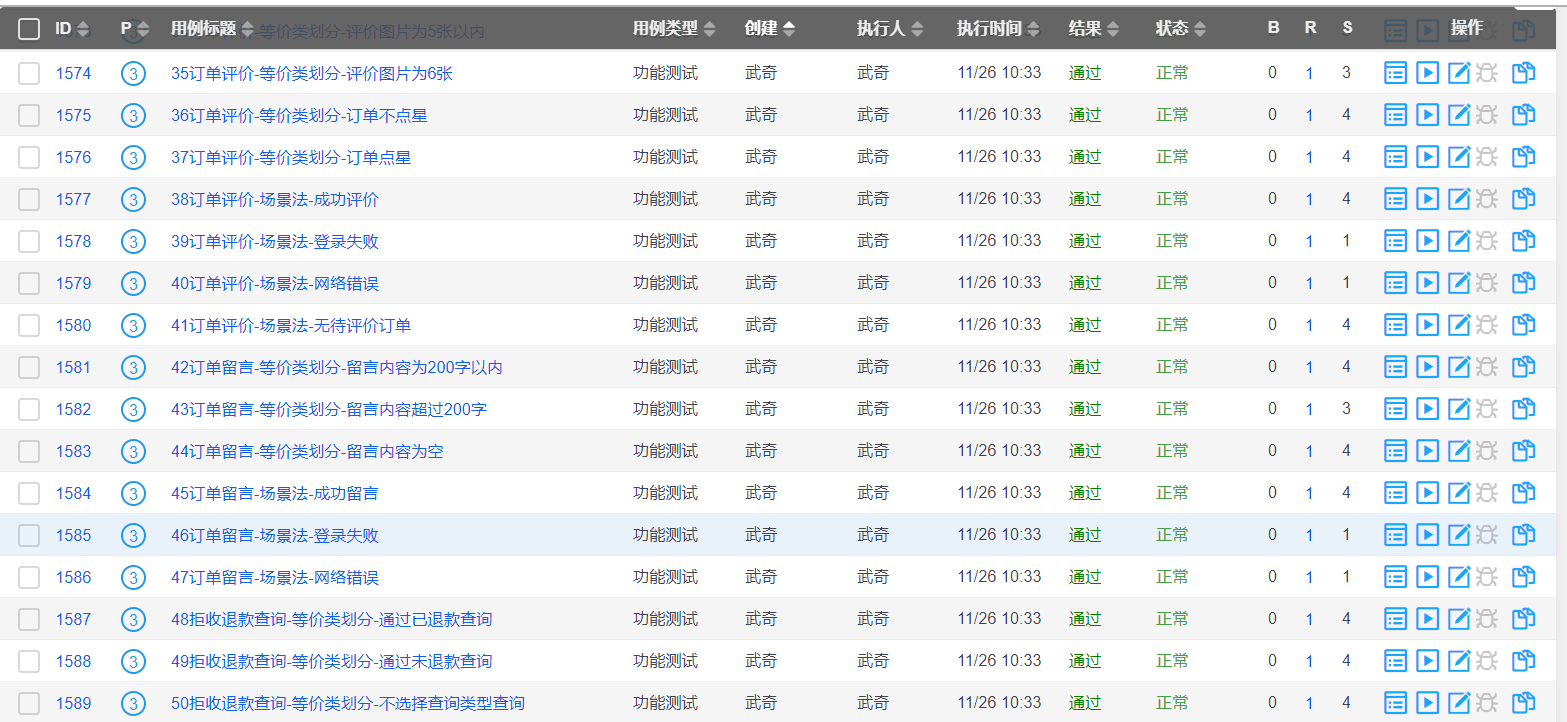 ID P 用例标题 用例类型 创建 执行人 执行时间 结果 状态 B R S 操作
等价类划分-评价图片为5张以内
1574 3 35订单评价-等价类划分-评价图片为6张 功能测试 武奇 武奇 11/26 10:33 通过 正常 0 1 3
1575 3 36订单评价-等价类划分-订单不点星 功能测试 武奇 武奇 11/26 10:33 通过 正常 0 1 4
1576 3 37订单评价-等价类划分-订单点星 功能测试 武奇 武奇 11/26 10:33 通过 正常 0 1 4
1577 3 38订单评价-场景法-成功评价 功能测试 武奇 武奇 11/26 10:33 通过 正常 0 1 4
1578 3 39订单评价-场景法-登录失败 功能测试 武奇 武奇 11/26 10:33 通过 正常 0 1 1
1579 3 40订单评价-场景法-网络错误 功能测试 武奇 武奇 11/26 10:33 通过 正常 0 1 1
1580 3 41订单评价-场景法-无待评价订单 功能测试 武奇 武奇 11/26 10:33 通过 正常 0 1 4
1581 3 42订单留言-等价类划分-留言内容为200字以内 功能测试 武奇 武奇 11/26 10:33 通过 正常 0 1 4
1582 3 43订单留言-等价类划分-留言内容超过200字 功能测试 武奇 武奇 11/26 10:33 通过 正常 0 1 3
1583 3 44订单留言-等价类划分-留言内容为空 功能测试 武奇 武奇 11/26 10:33 通过 正常 0 1 4
1584 3 45订单留言-场景法-成功留言 功能测试 武奇 武奇 11/26 10:33 通过 正常 0 1 4
1585 3 46订单留言-场景法-登录失败 功能测试 武奇 武奇 11/26 10:33 通过 正常 0 1 1
1586 3 47订单留言-场景法-网络错误 功能测试 武奇 武奇 11/26 10:33 通过 正常 0 1 1
1587 3 48拒收退款查询-等价类划分-通过已退款查询 功能测试 武奇 武奇 11/26 10:33 通过 正常 0 1 4
1588 3 49拒收退款查询-等价类划分-通过未退款查询 功能测试 武奇 武奇 11/26 10:33 通过 正常 0 1 4
1589 3 50拒收退款查询-等价类划分-不选择查询类型查询 功能测试 武奇 武奇 11/26 10:33 通过 正常 0 1 4